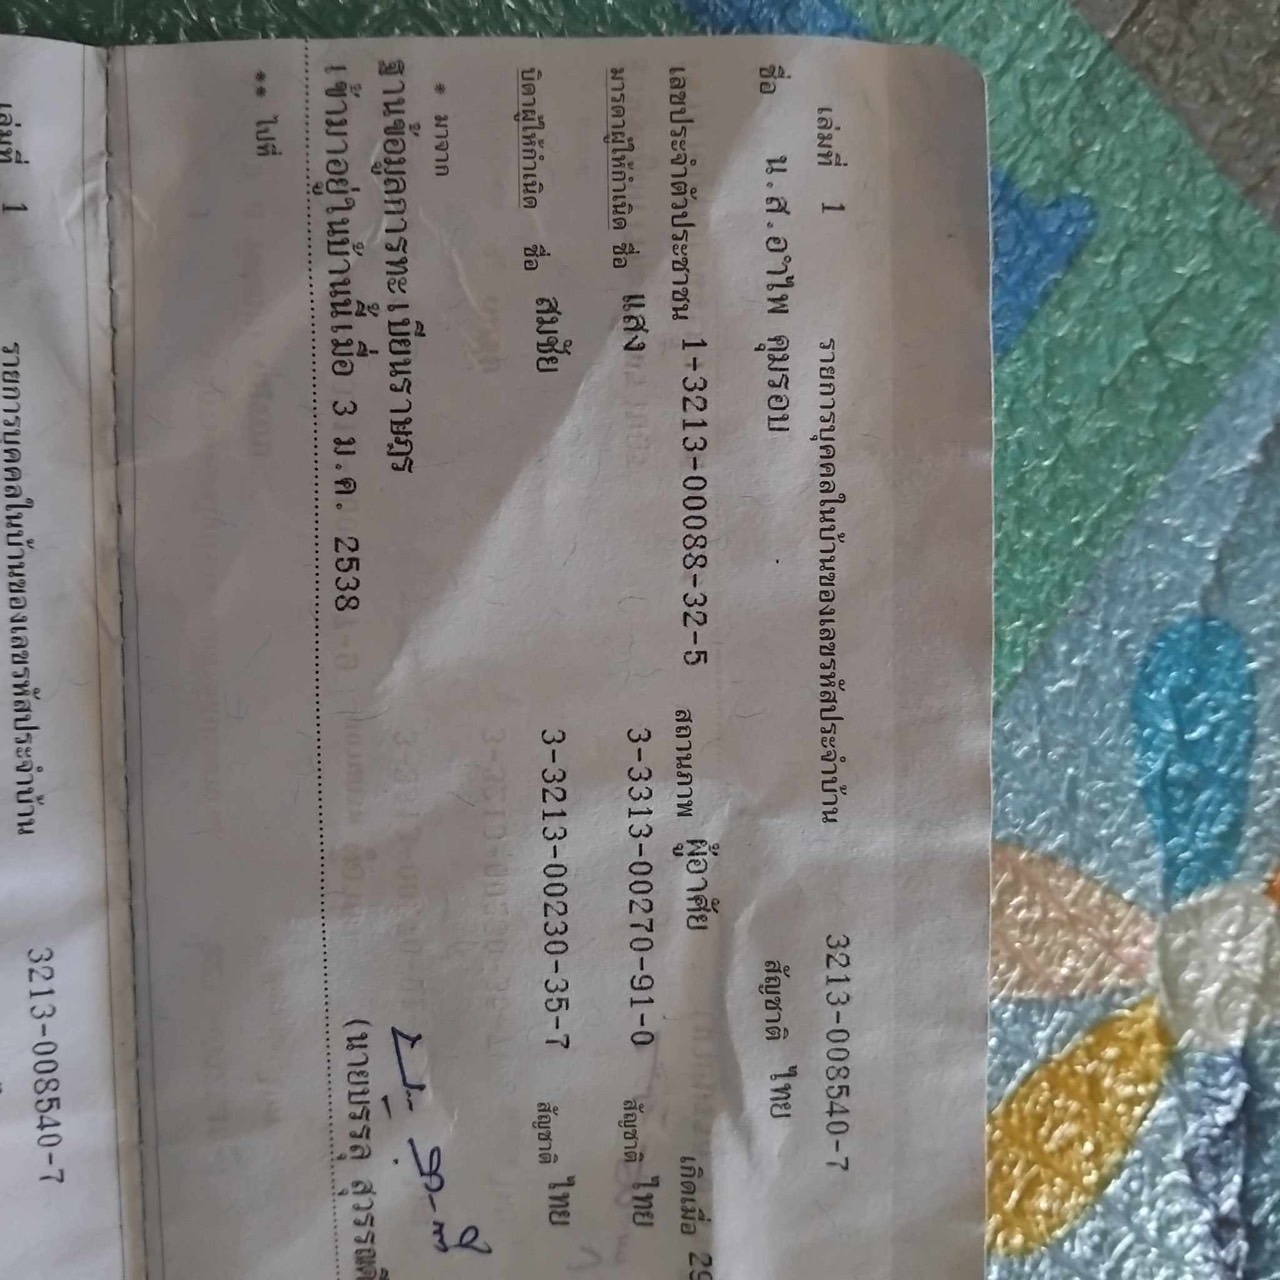 เล่มที่ 1 รายการบุคคลในบ้านของเลขรหัสประจำบ้าน 3213-008540-7
ชื่อ น.ส.อำไพ คุมรอบ สัญชาติ ไทย
เลขประจำตัวประชาชน 1-3213-00088-32-5 สถานภาพ ผู้อาศัย เกิดเมื่อ 29
มารดาผู้ให้กำเนิด ชื่อ แสง 3-3313-00270-91-0 สัญชาติ ไทย
บิดาผู้ให้กำเนิด ชื่อ สมชัย 3-3213-00230-35-7 สัญชาติ ไทย
* มาจาก
ฐานข้อมูลการทะเบียนราษฎร
เข้ามาอยู่ในบ้านนี้เมื่อ 3 ม.ค. 2538 (นายบรรลุ
** ไปที่
เล่มที่ 1 รายการบุคคลในบ้านของเลขรหัสประจำบ้าน 3213-008540-7